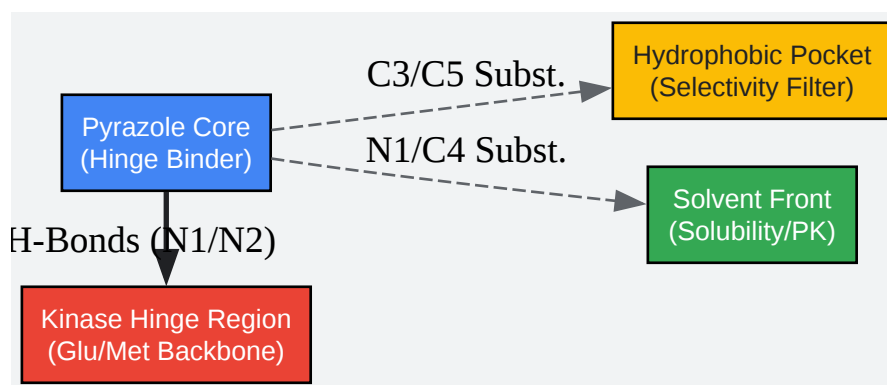 Hydrophobic Pocket
(Selectivity Filter)
C3/C5 Subst.
Pyrazole Core
(Hinge Binder)
N1/C4 Subst.
Solvent Front
(Solubility/PK)
H-Bonds (N1/N2)
Kinase Hinge Region
(Glu/Met Backbone)